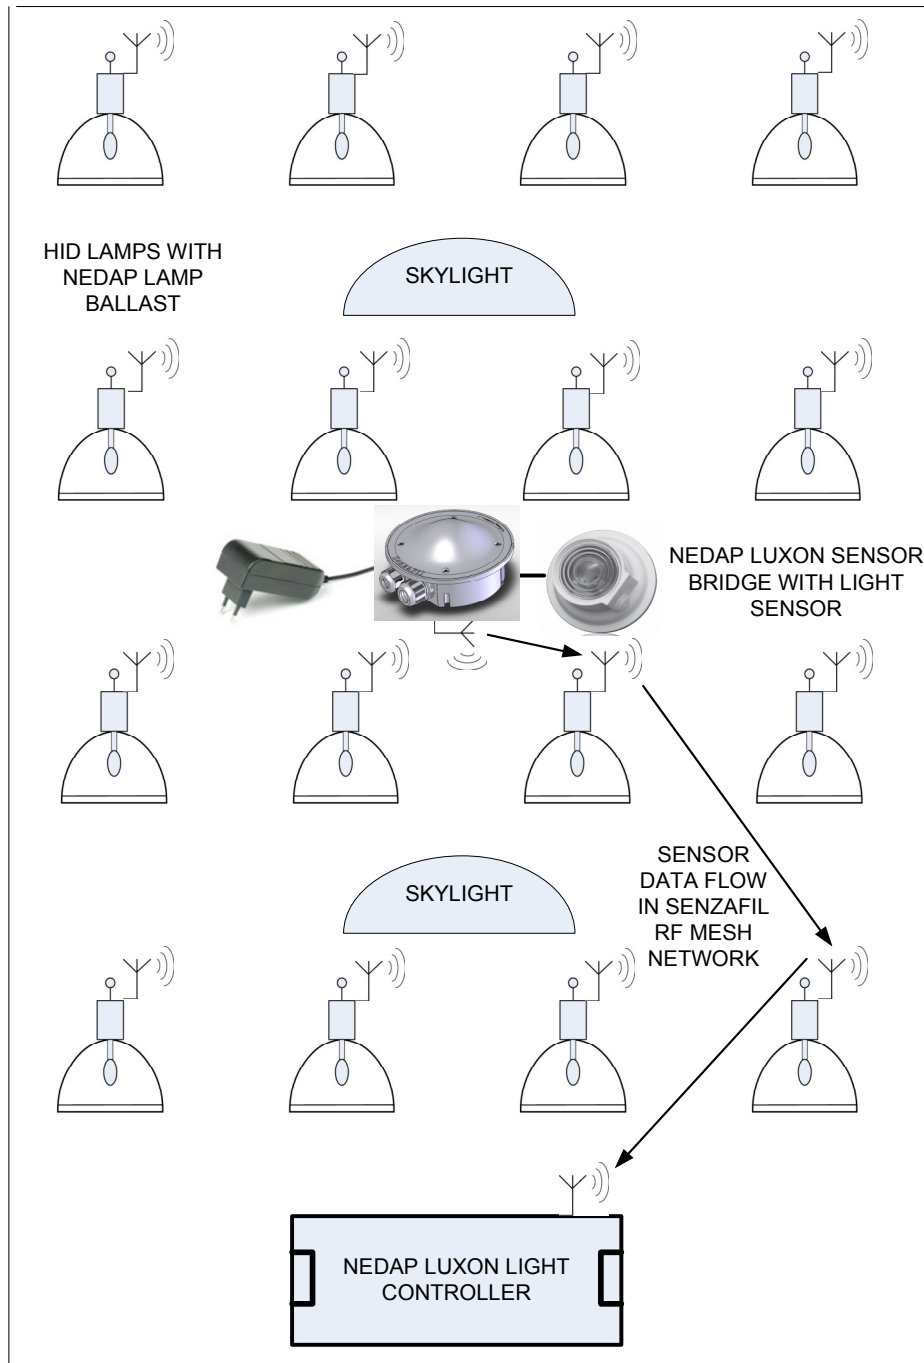 HID LAMPS WITH
NEDAP LAMP
BALLAST
SKYLIGHT
NEDAP LUXON SENSOR
BRIDGE WITH LIGHT
SENSOR
SKYLIGHT
SENSOR
DATA FLOW
IN SENZAFIL
RF MESH
NETWORK
NEDAP LUXON LIGHT
CONTROLLER